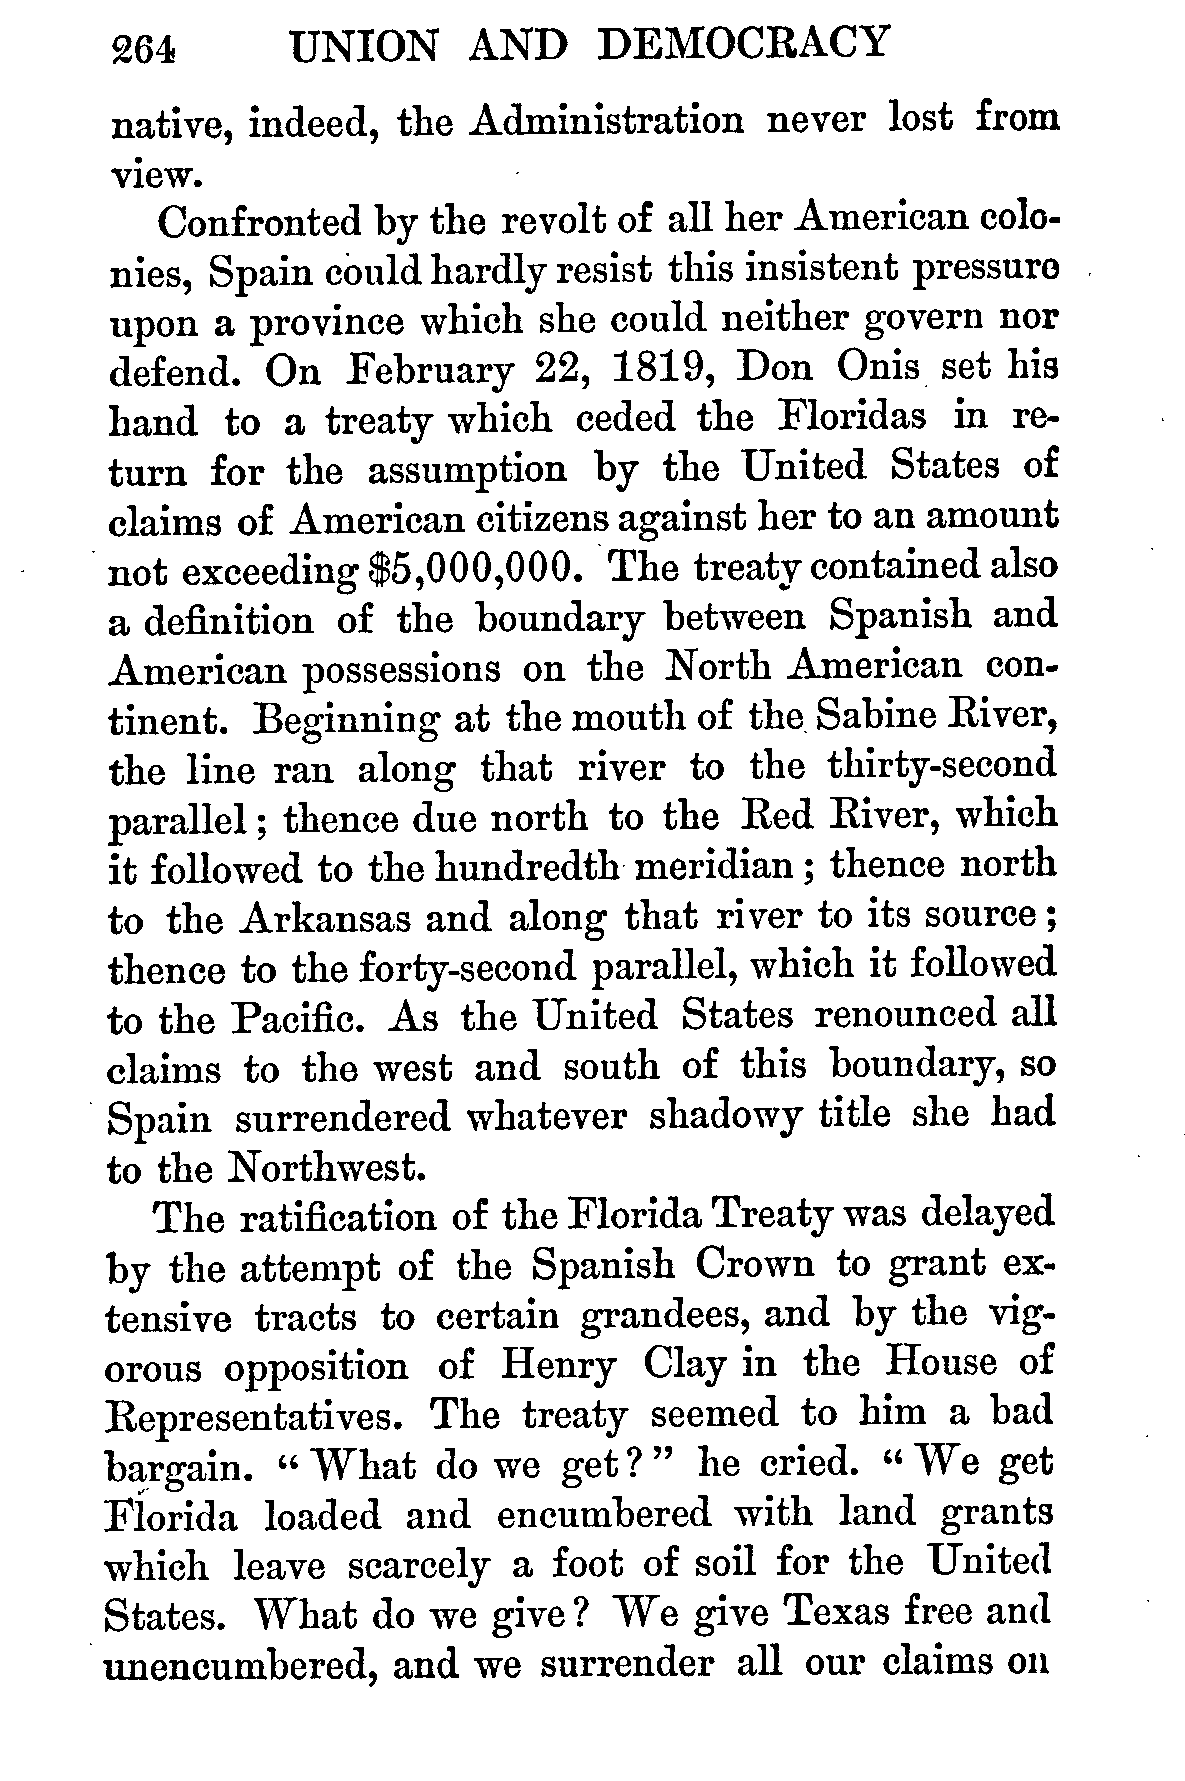 264 UNION AND DEMOCRACY
native, indeed, the Administration never lost from
view.
Confronted by the revolt of all her American colo-
nies, Spain could hardly resist this insistent pressure
upon a province which she could neither govern nor
defend. On February 22, 1819, Don Onis set his
hand to a treaty which ceded the Floridas in re-
turn for the assumption by the United States of
claims of American citizens against her to an amount
not exceeding $5,000,000. The treaty contained also
a definition of the boundary between Spanish and
American possessions on the North American con-
tinent. Beginning at the mouth of the Sabine River,
the line ran along that river to the thirty-second
parallel; thence due north to the Red River, which
it followed to the hundredth meridian; thence north
to the Arkansas and along that river to its source;
thence to the forty-second parallel, which it followed
to the Pacific. As the United States renounced all
claims to the west and south of this boundary, so
Spain surrendered whatever shadowy title she had
to the Northwest.
The ratification of the Florida Treaty was delayed
by the attempt of the Spanish Crown to grant ex-
tensive tracts to certain grandees, and by the vig-
orous opposition of Henry Clay in the House of
Representatives. The treaty seemed to him a bad
bargain. "What do we get?" he cried. "We get
Florida loaded and encumbered with land grants
which leave scarcely a foot of soil for the United
States. What do we give? We give Texas free and
unencumbered, and we surrender all our claims on